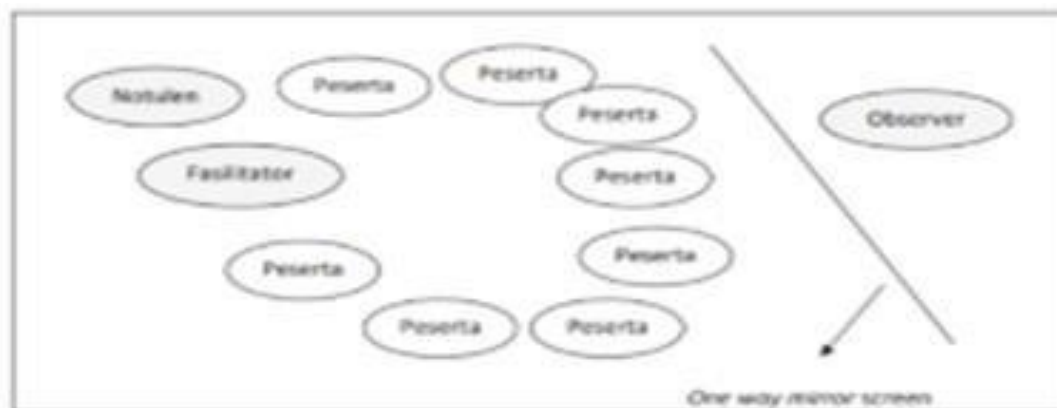 Notulen
Peserta
Peserta
Peserta
Observer
Fasilitator
Peserta
Peserta
Peserta
Peserta
Peserta
One way mirror screen